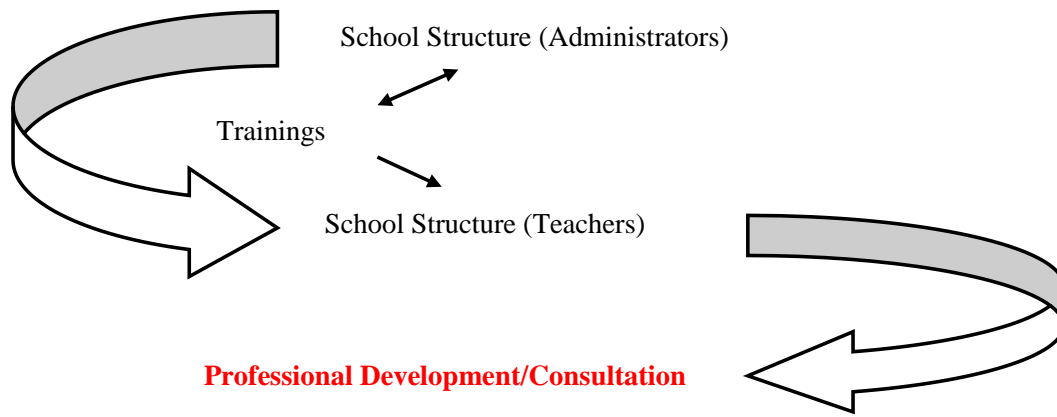 School Structure (Administrators)
Trainings
School Structure (Teachers)
Professional Development/Consultation